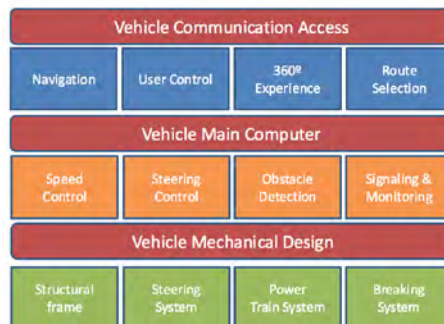 Vehicle Communication Access
Navigation
User Control
360º
Experience
Route
Selection
Vehicle Main Computer
Speed
Control
Steering
Control
Obstacle
Detection
Signaling &
Monitoring
Vehicle Mechanical Design
Structural
frame
Steering
System
Power
Train System
Breaking
System